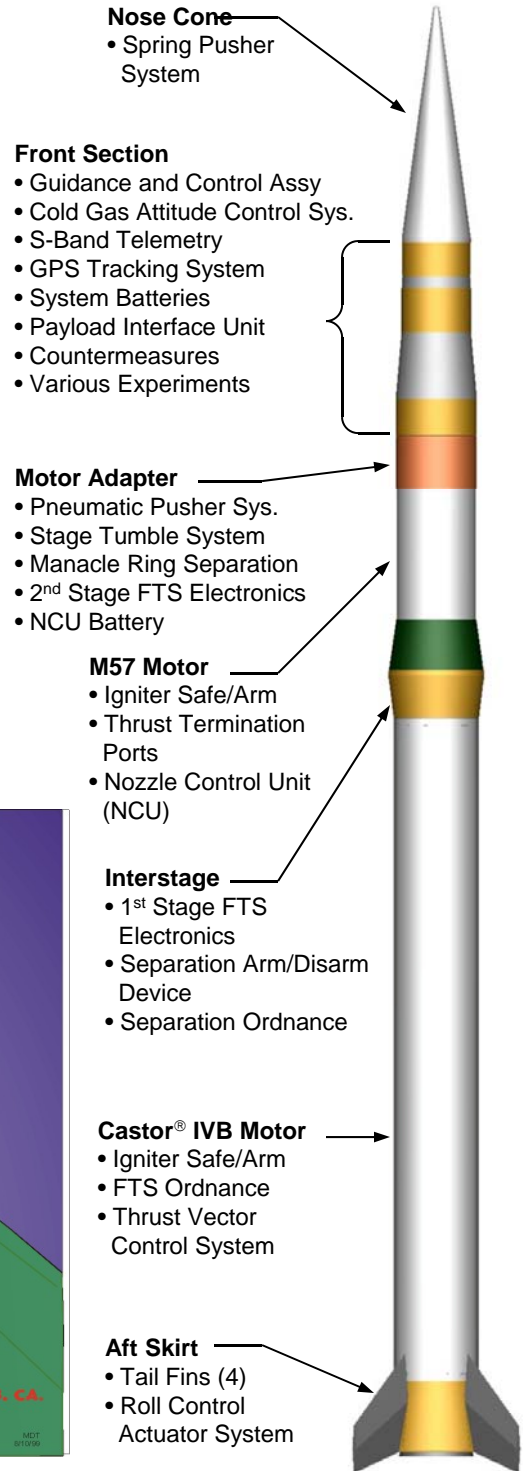 Nose Cone
• Spring Pusher
System
Front Section
• Guidance and Control Assy
• Cold Gas Attitude Control Sys.
• S-Band Telemetry
• GPS Tracking System
• System Batteries
• Payload Interface Unit
• Countermeasures
• Various Experiments
Motor Adapter
• Pneumatic Pusher Sys.
• Stage Tumble System
• Manacle Ring Separation
• 2nd Stage FTS Electronics
• NCU Battery
M57 Motor
• Igniter Safe/Arm
• Thrust Termination
Ports
• Nozzle Control Unit
(NCU)
Interstage
• 1st Stage FTS
Electronics
• Separation Arm/Disarm
Device
• Separation Ordnance
Castor® IVB Motor
• Igniter Safe/Arm
• FTS Ordnance
• Thrust Vector
Control System
Aft Skirt
• Tail Fins (4)
• Roll Control
Actuator System
CA.
MDT
8/10/99